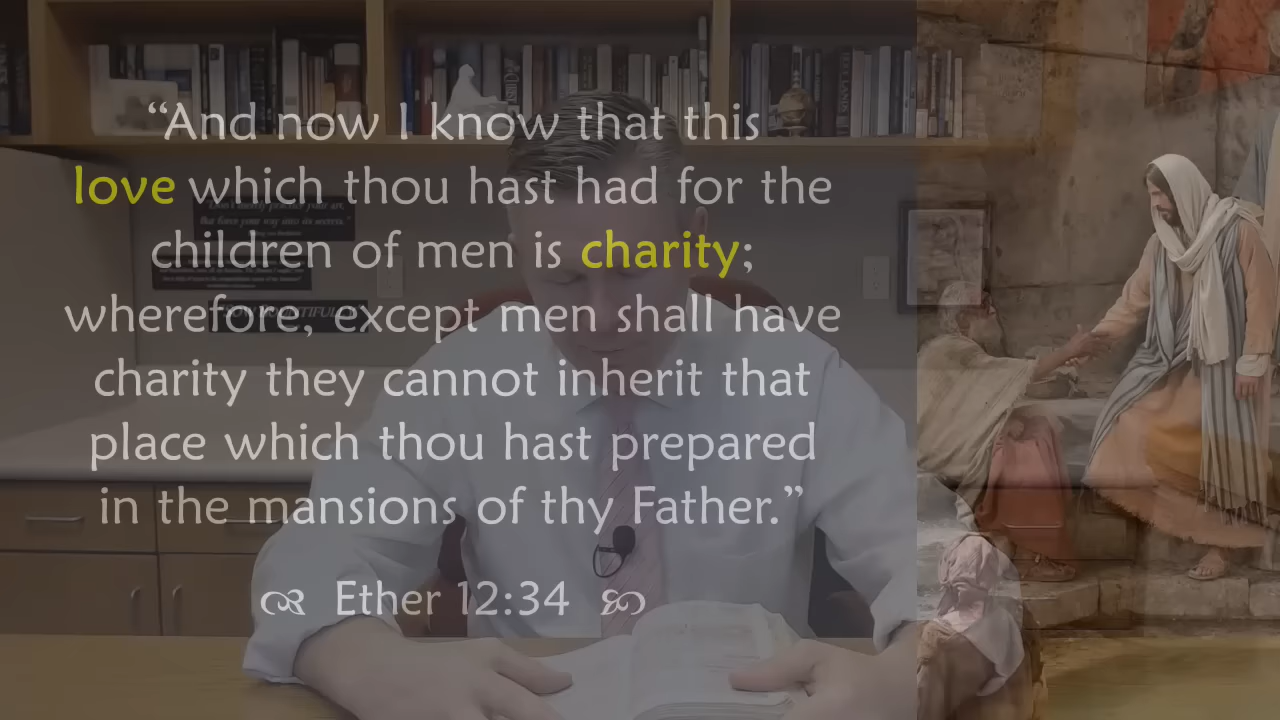 “And now I know that this
love which thou hast had for the
children of men is charity;
wherefore, except men shall have
charity they cannot inherit that
place which thou hast prepared
in the mansions of thy Father.”
Ether 12:34